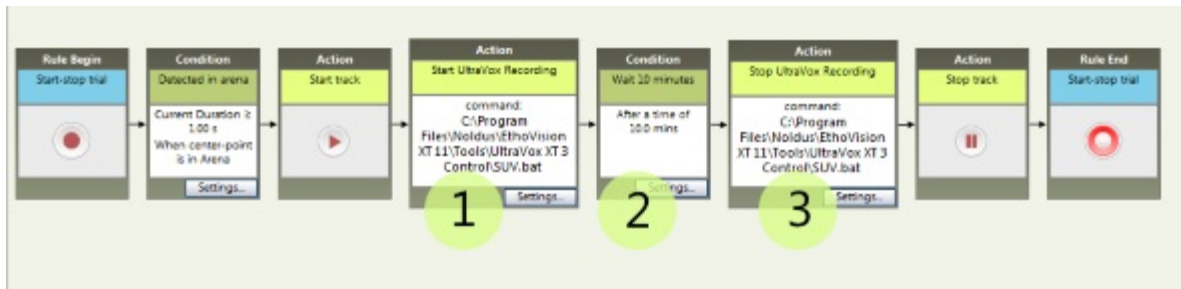 Rule Begin
Start-stop trial
Condition
Detected in arena
Current Duration ≥
1.00 s
When center-point
is in Arena
Settings...
Action
Start track
Action
Start UltraVox Recording
command:
C:\Program
Files\Noldus\EthoVision
XT 11\Tools\UltraVox XT 3
Control\SUV.bat
Settings...
1
Condition
Wait 10 minutes
After a time of
10.0 mins
Settings...
2
Action
Stop UltraVox Recording
command:
C:\Program
Files\Noldus\EthoVision
XT 11\Tools\UltraVox XT 3
Control\SUV.bat
Settings...
3
Action
Stop track
Rule End
Start-stop trial